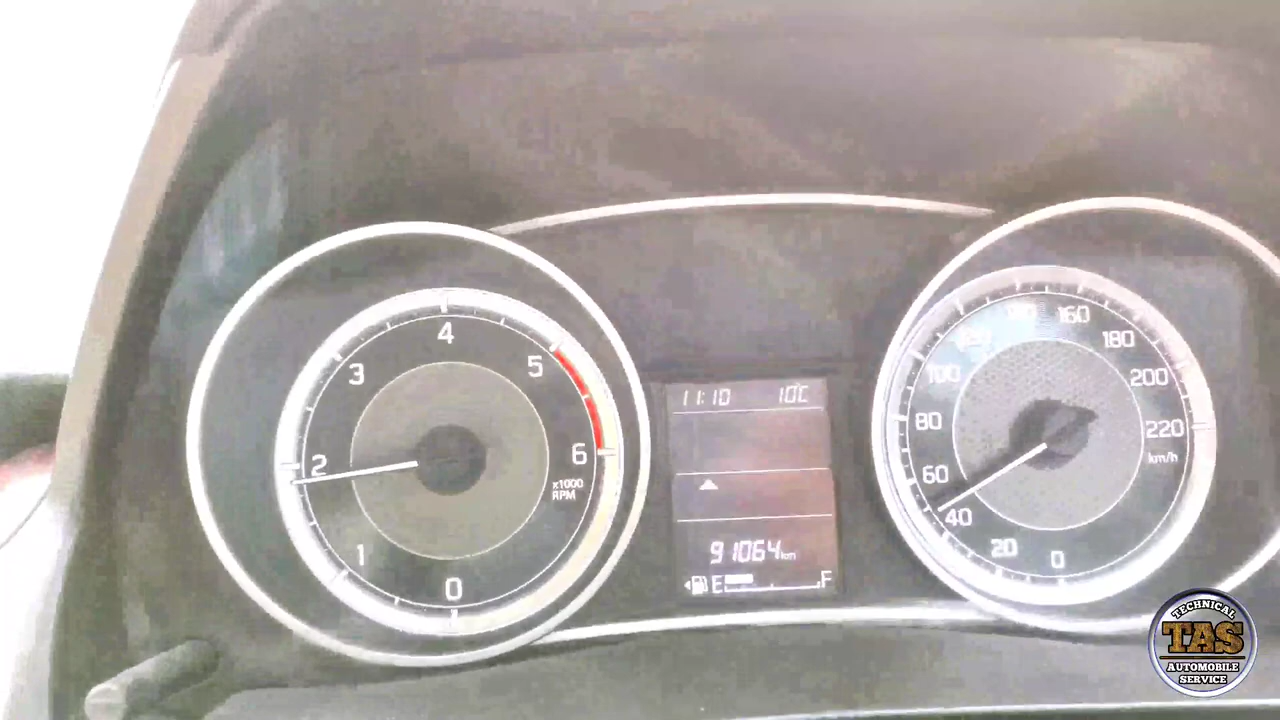 4
3
5
2
6
x1000
RPM
1
0
11:10 10°C
91064km
E F
160
180
100
200
80
220
km/h
60
40
20
0
TECHNICAL
TAS
AUTOMOBILE
SERVICE